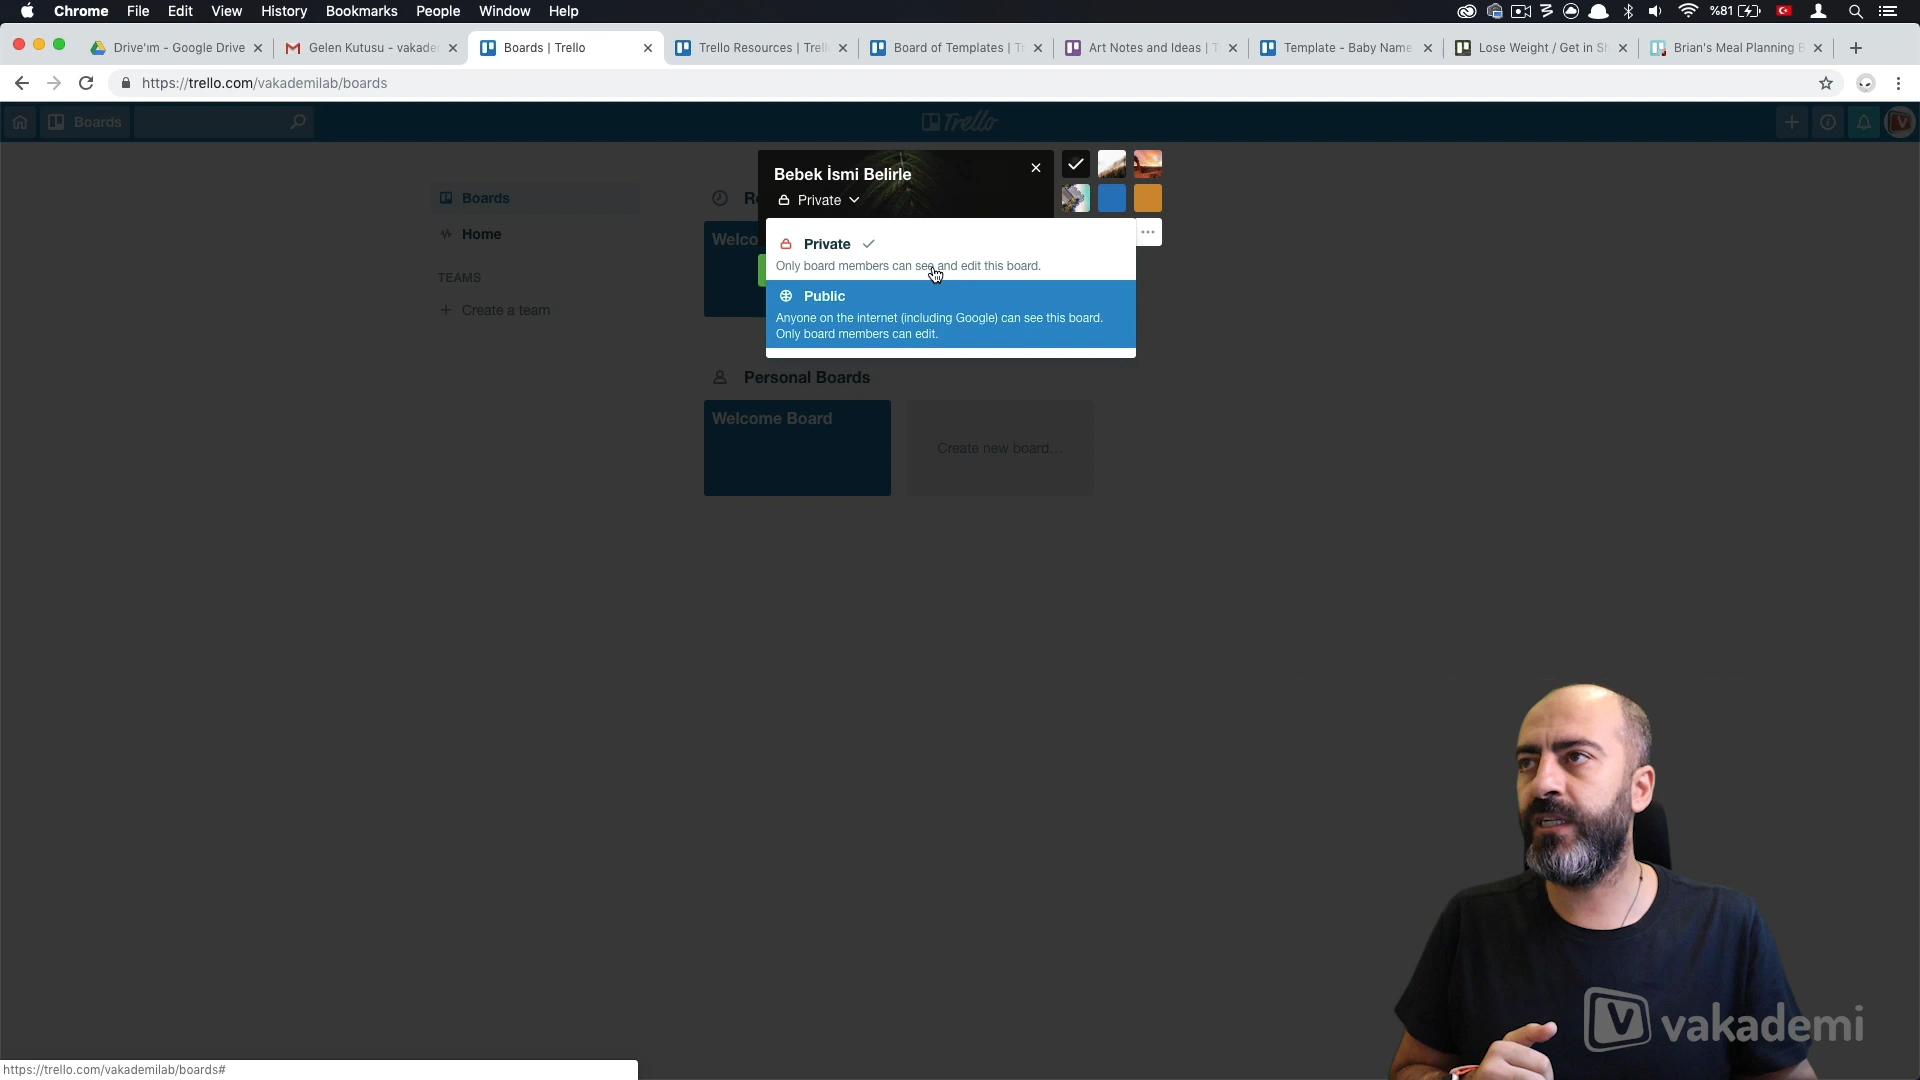 Chrome File Edit View History Bookmarks People Window Help
%81
Drive'ım - Google Drive
Gelen Kutusu - vakade
Boards | Trello
Trello Resources | Trel
Board of Templates | T
Art Notes and Ideas | T
Template - Baby Name
Lose Weight / Get in S
Brian's Meal Planning
https://trello.com/vakademilab/boards
Boards
Trello
Bebek İsmi Belirle
Private
Boards
Home
TEAMS
Create a team
Welco
Private
Only board members can see and edit this board.
Public
Anyone on the internet (including Google) can see this board.
Only board members can edit.
Personal Boards
Welcome Board
Create new board...
vakademi
https://trello.com/vakademilab/boards#